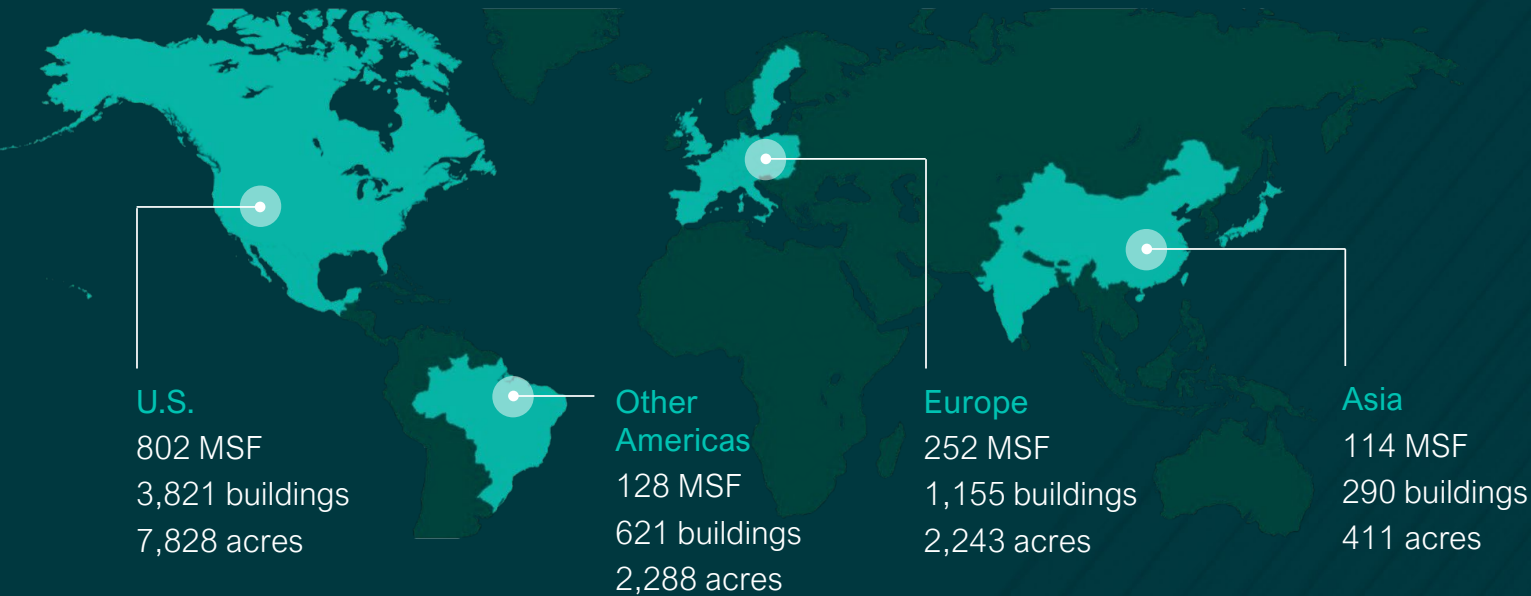 U.S.
802 MSF
3,821 buildings
7,828 acres
Other
Americas
128 MSF
621 buildings
2,288 acres
Europe
252 MSF
1,155 buildings
2,243 acres
Asia
114 MSF
290 buildings
411 acres